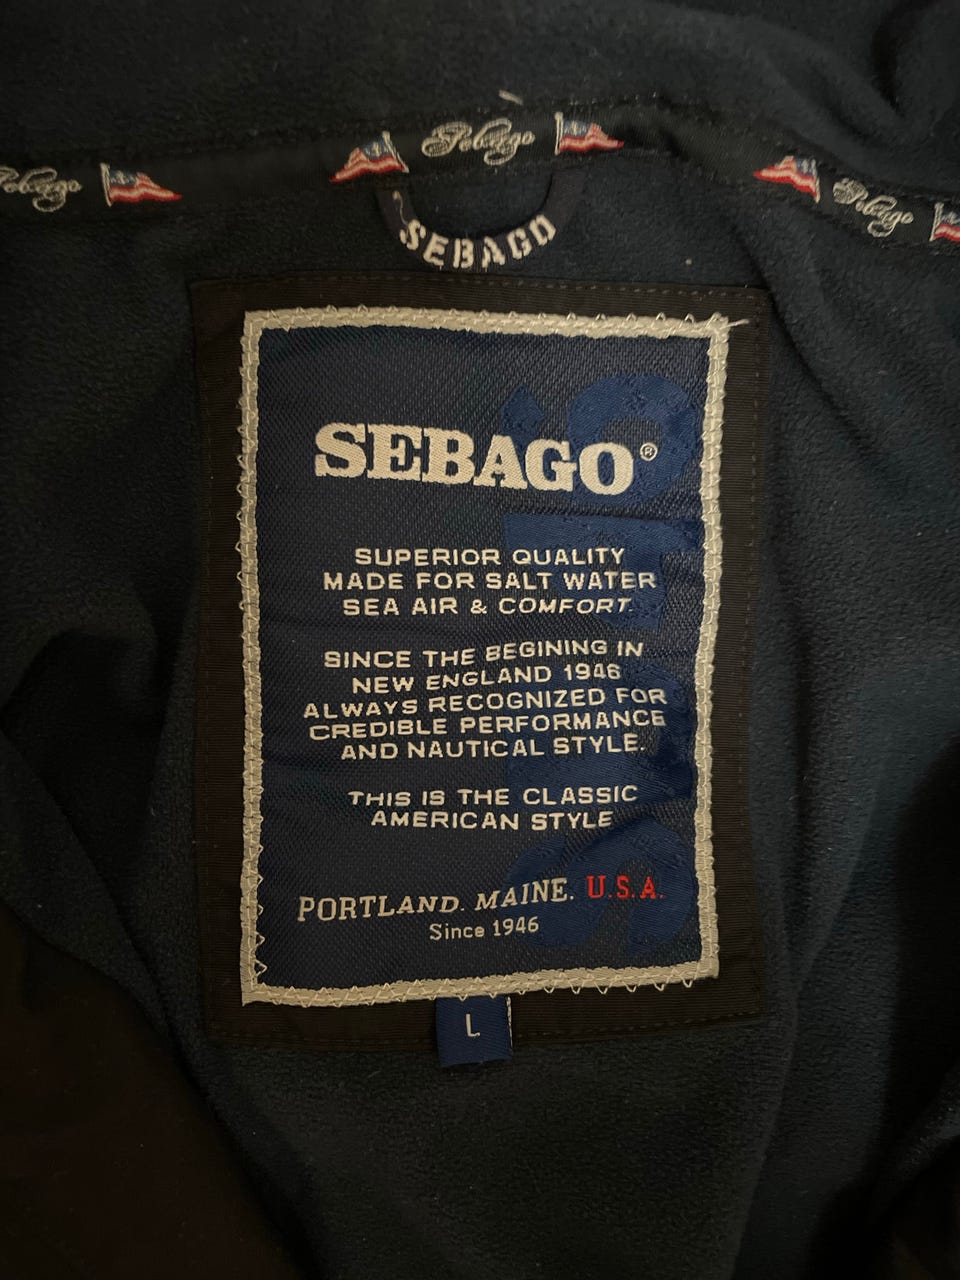 Sebago
Sebago
Sebago
SEBAGO
SEBAGO®
SUPERIOR QUALITY
MADE FOR SALT WATER
SEA AIR & COMFORT.
SINCE THE BEGINING IN
NEW ENGLAND 1946
ALWAYS RECOGNIZED FOR
CREDIBLE PERFORMANCE
AND NAUTICAL STYLE.
THIS IS THE CLASSIC
AMERICAN STYLE
PORTLAND. MAINE. U.S.A.
Since 1946
L